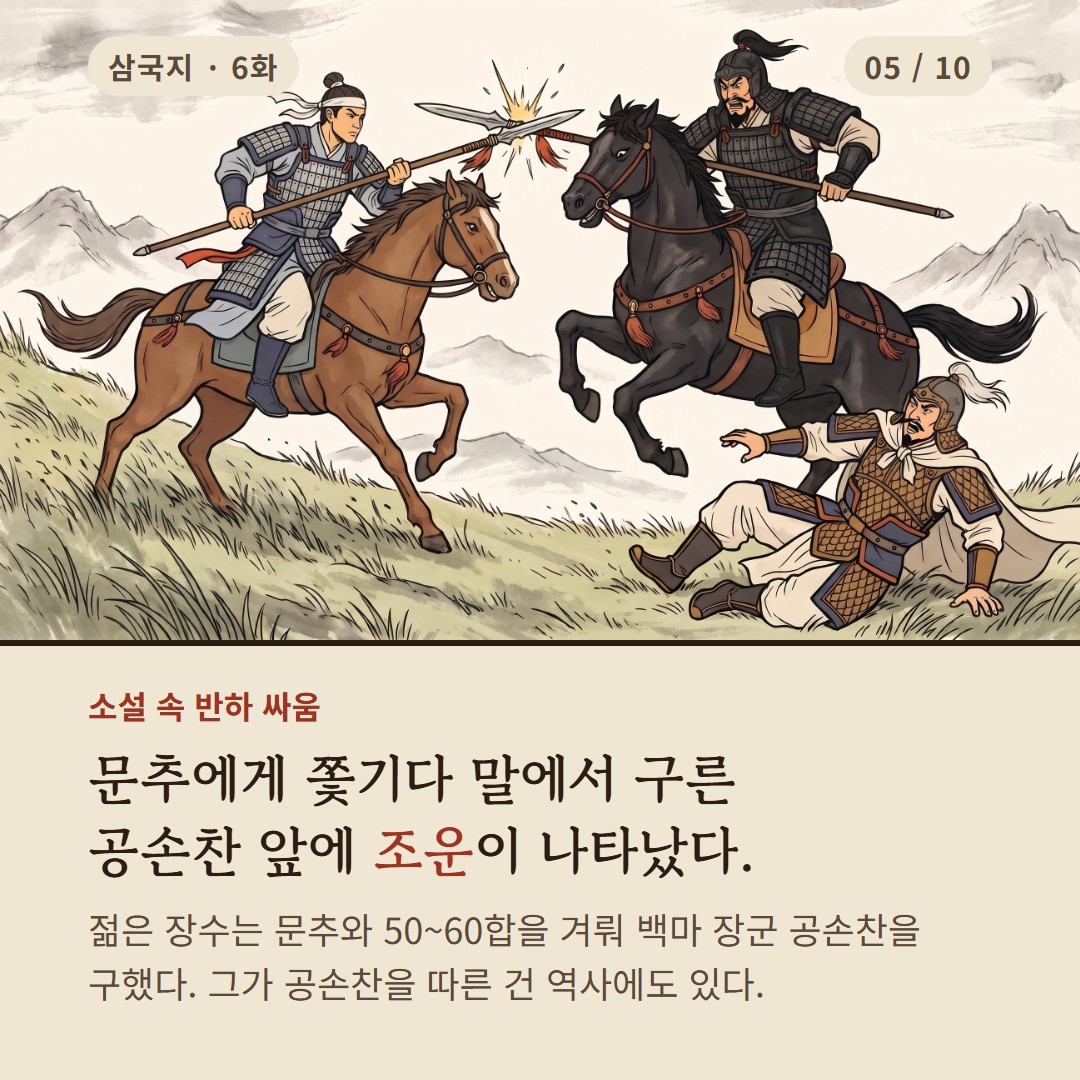 삼국지 · 6화
05 / 10
소설 속 반하 싸움
문추에게 쫓기다 말에서 구른
공손찬 앞에 조운이 나타났다.
젊은 장수는 문추와 50~60합을 겨뤄 백마 장군 공손찬을
구했다. 그가 공손찬을 따른 건 역사에도 있다.